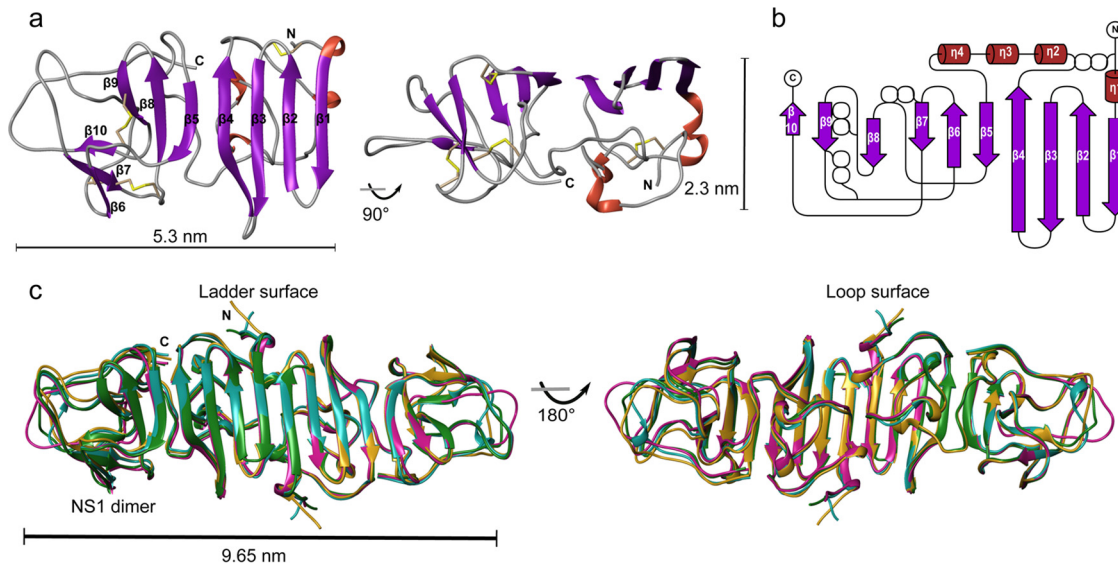 a
N
C
β9
β8
β10
β7
β6
β5
β4
β3
β2
β1
5.3 nm
90°
C
N
2.3 nm
b
N
C
η4
η3
η2
η1
β
10
β9
β8
β7
β6
β5
β4
β3
β2
β1
c
Ladder surface
N
C
NS1 dimer
9.65 nm
180°
Loop surface